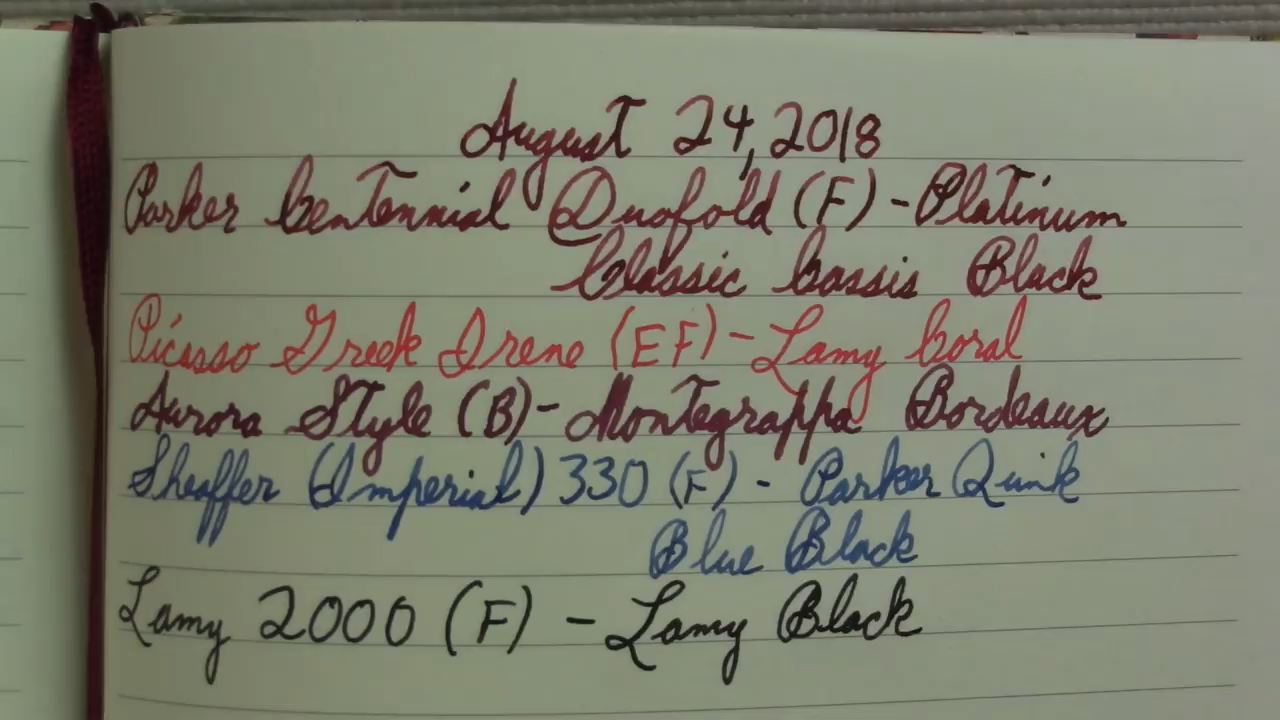 August 24, 2018
Parker Centennial Duofold (F) - Platinum
Classic Cassis Black
Picasso Greek Irene (EF) - Lamy Coral
Aurora Style (B) - Montegrappa Bordeaux
Sheaffer (Imperial) 330 (F) - Parker Quink
Blue Black
Lamy 2000 (F) - Lamy Black